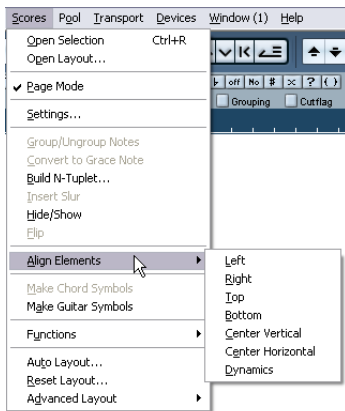 Scores Pool Transport Devices Window (1) Help
Open Selection Ctrl+R
Open Layout...
Page Mode
Settings...
Group/Ungroup Notes
Convert to Grace Note
Build N-Tuplet...
Insert Slur
Hide/Show
Flip
Align Elements
Make Chord Symbols
Make Guitar Symbols
Functions
Auto Layout...
Reset Layout...
Advanced Layout
off No # x ? ( )
Grouping Cutflag
Left
Right
Top
Bottom
Center Vertical
Center Horizontal
Dynamics